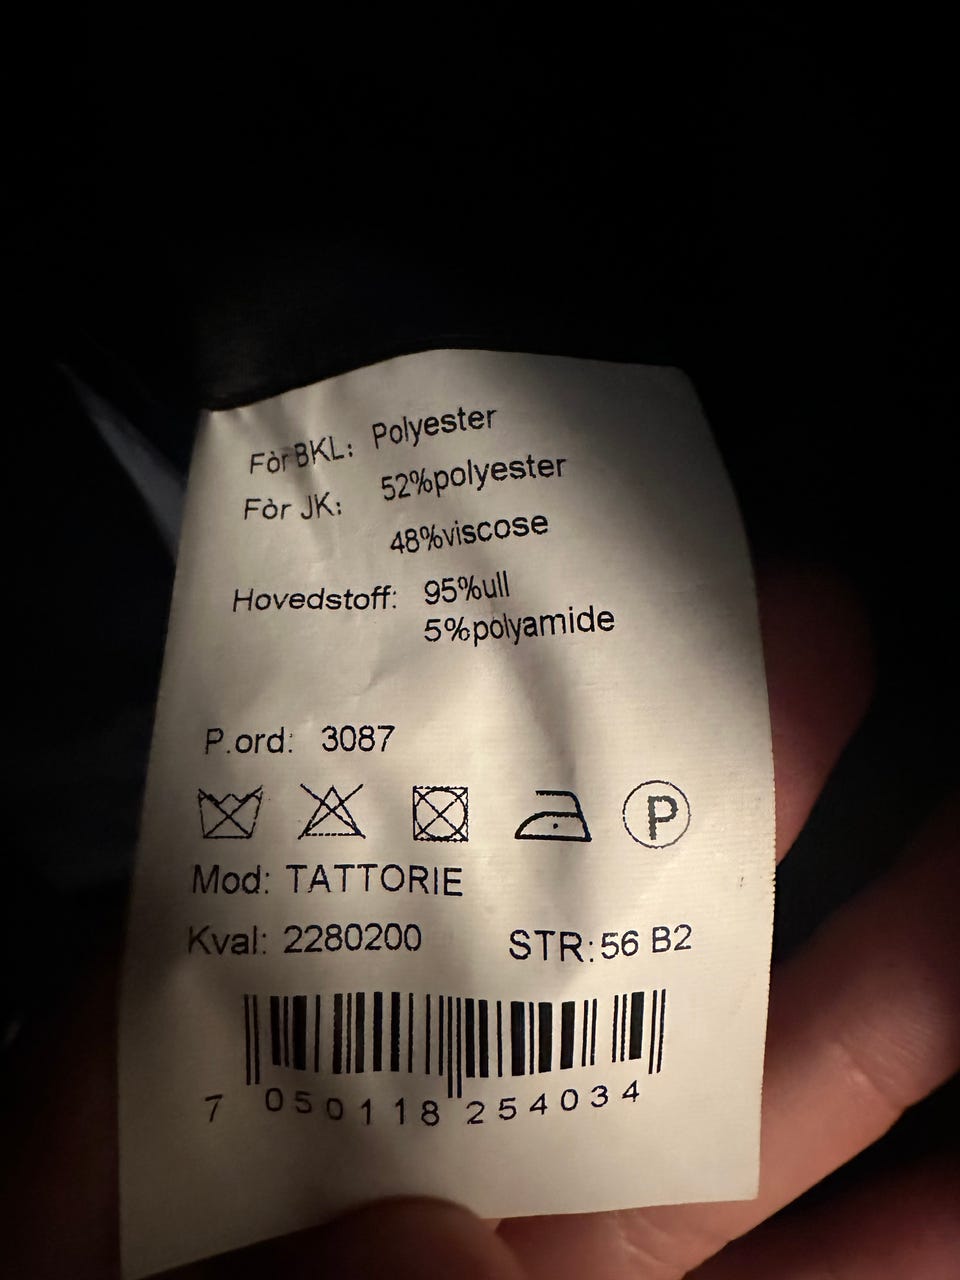 Fòr BKL: Polyester
Fòr JK: 52%polyester
48%viscose
Hovedstoff: 95%ull
5%polyamide
P.ord: 3087
P
Mod: TATTORIE
Kval: 2280200 STR:56 B2
7 050118 254034